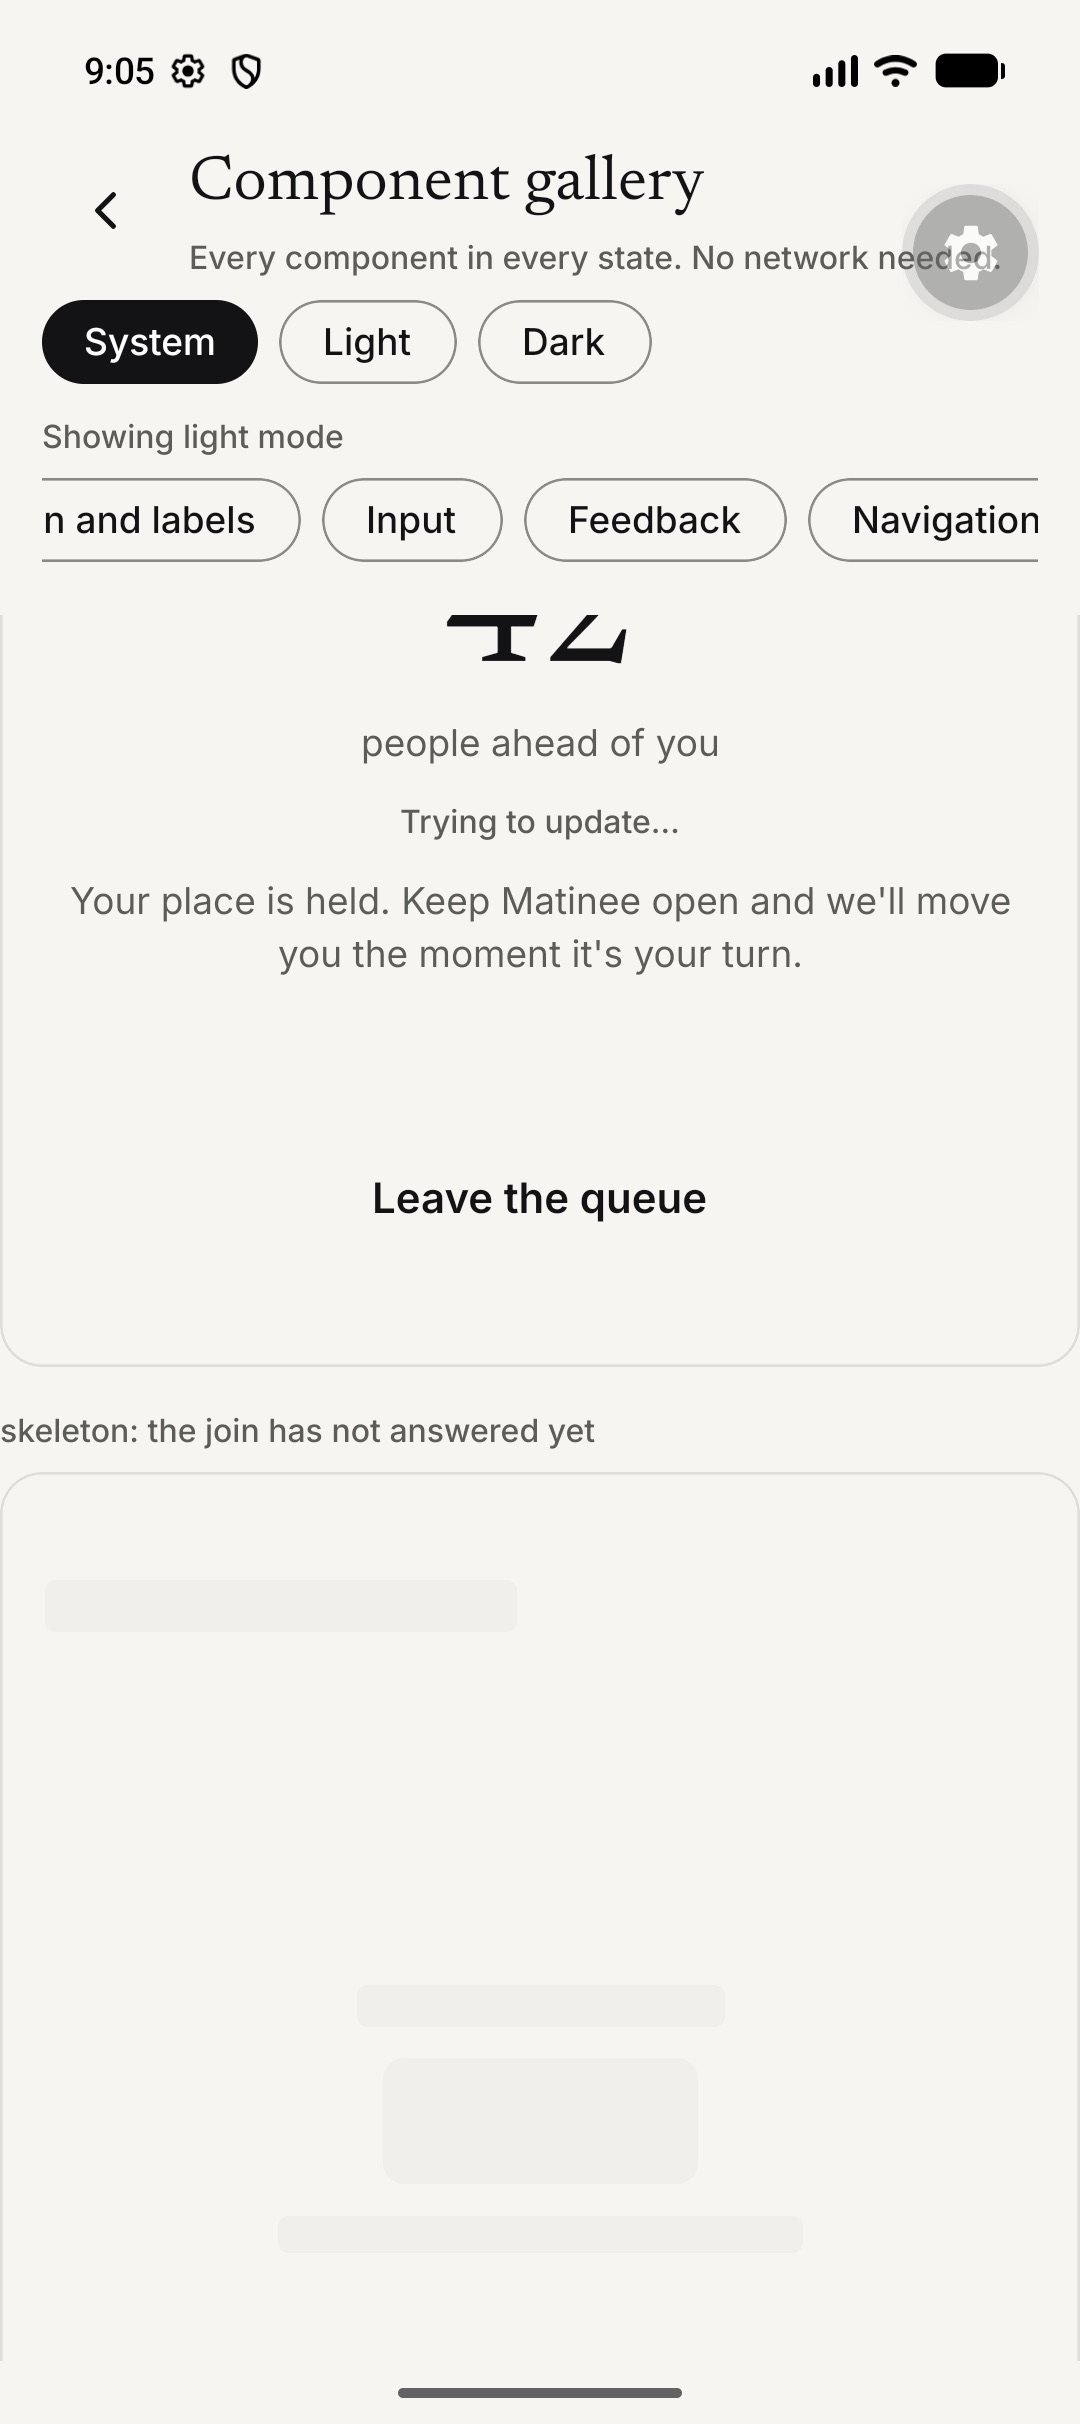 9:05
Component gallery
Every component in every state. No network needed.
System
Light
Dark
Showing light mode
n and labels
Input
Feedback
Navigation
42
people ahead of you
Trying to update...
Your place is held. Keep Matinee open and we'll move
you the moment it's your turn.
Leave the queue
skeleton: the join has not answered yet